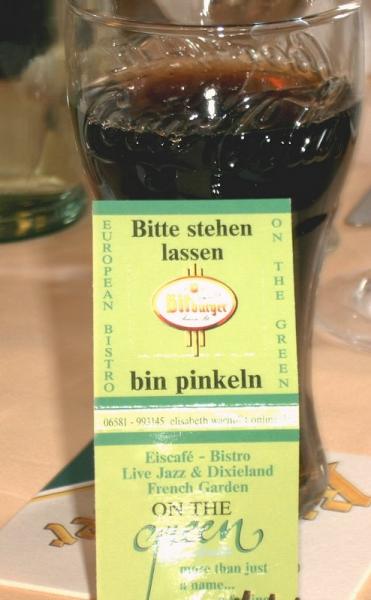 Bitte stehen
lassen
EUROPEAN BISTRO
ON THE GREEN
Bitburger
bin pinkeln
06581 - 993145 elisabeth
Eiscafé - Bistro
Live Jazz & Dixieland
French Garden
ON THE
green
more than just
a name...